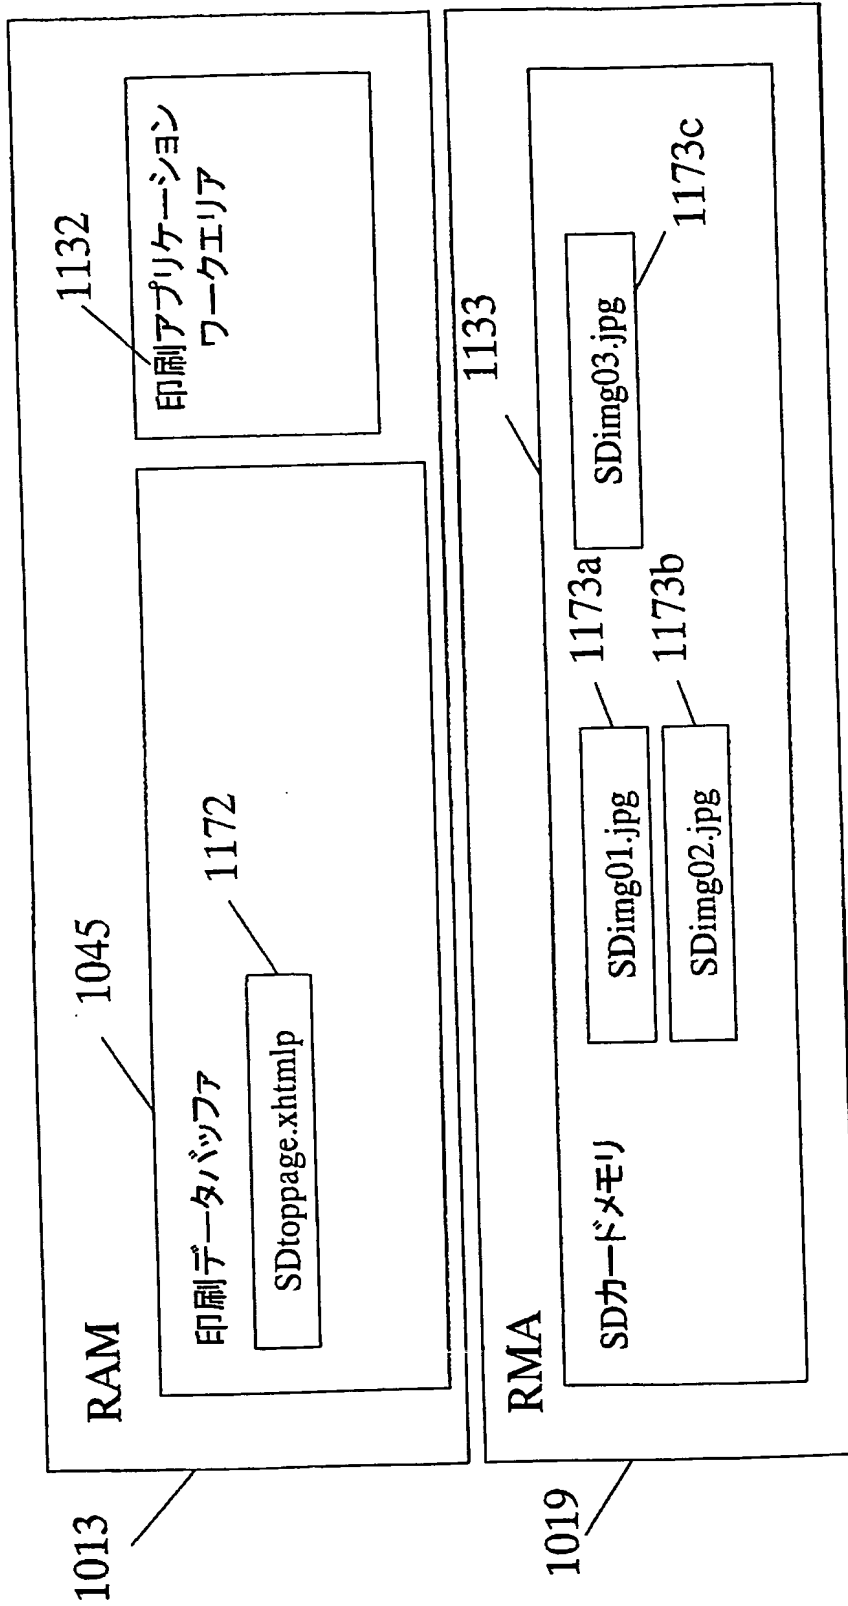 1013
RAM
1045
印刷データバッファ
SDtoppage.xhtmlp
1172
1132
印刷アプリケーション
ワークエリア
1019
RMA
1133
SDカードメモリ
SDimg01.jpg
1173a
SDimg02.jpg
1173b
SDimg03.jpg
1173c